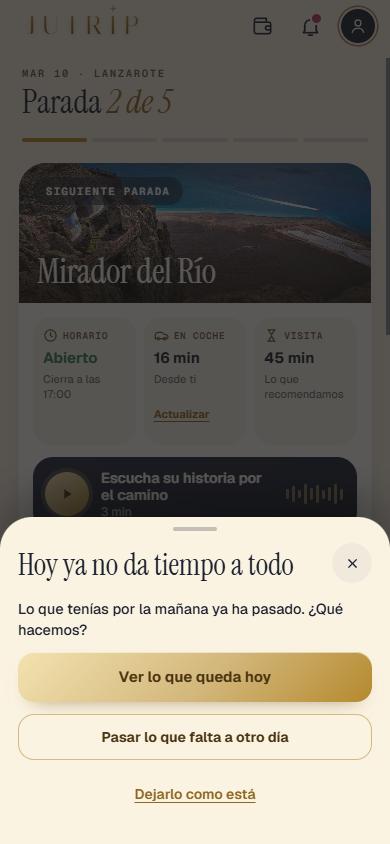 JUTRIP
MAR 10 · LANZAROTE
Parada 2 de 5
SIGUIENTE PARADA
Mirador del Río
HORARIO
Abierto
Cierra a las
17:00
EN COCHE
16 min
Desde ti
Actualizar
VISITA
45 min
Lo que
recomendamos
Escucha su historia por
el camino
3 min
Hoy ya no da tiempo a todo
Lo que tenías por la mañana ya ha pasado. ¿Qué
hacemos?
Ver lo que queda hoy
Pasar lo que falta a otro día
Dejarlo como está